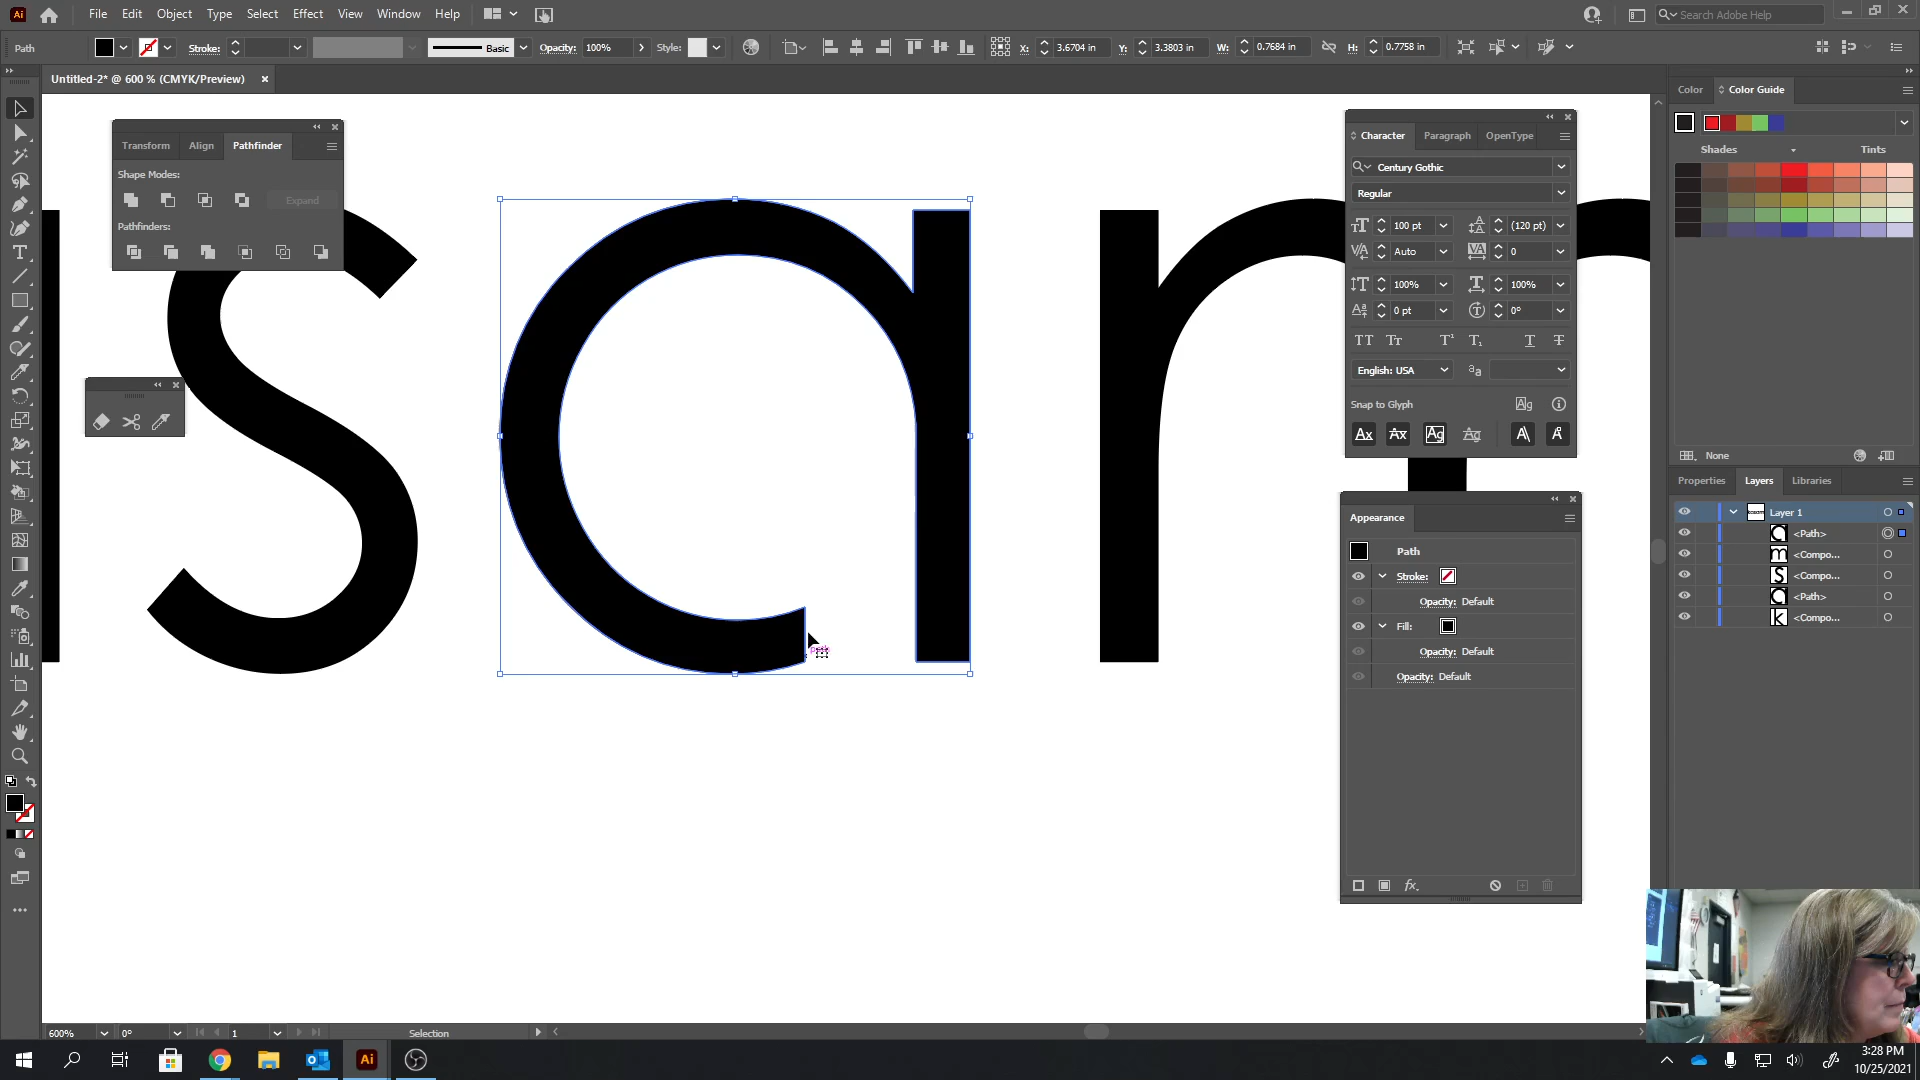 Ai File Edit Object Type Select Effect View Window Help Search Adobe Help
Path Stroke: Basic Opacity: 100% Style: X: 3.6704 in Y: 3.3803 in W: 0.7684 in H: 0.7758 in
Untitled-2* @ 600 % (CMYK/Preview)
Transform Align Pathfinder
Shape Modes:
Expand
Pathfinders:
sam
Character Paragraph OpenType
Century Gothic
Regular
100 pt (120 pt)
Auto 0
100% 100%
0 pt 0°
English: USA
Snap to Glyph
Appearance
Path
Stroke:
Opacity: Default
Fill:
Opacity: Default
Opacity: Default
path
Color Color Guide
Shades Tints
None
Properties Layers Libraries
Layer 1
<Path>
<Compo...
<Compo...
<Path>
<Compo...
600% 0° 1 Selection
3:28 PM
10/25/2021